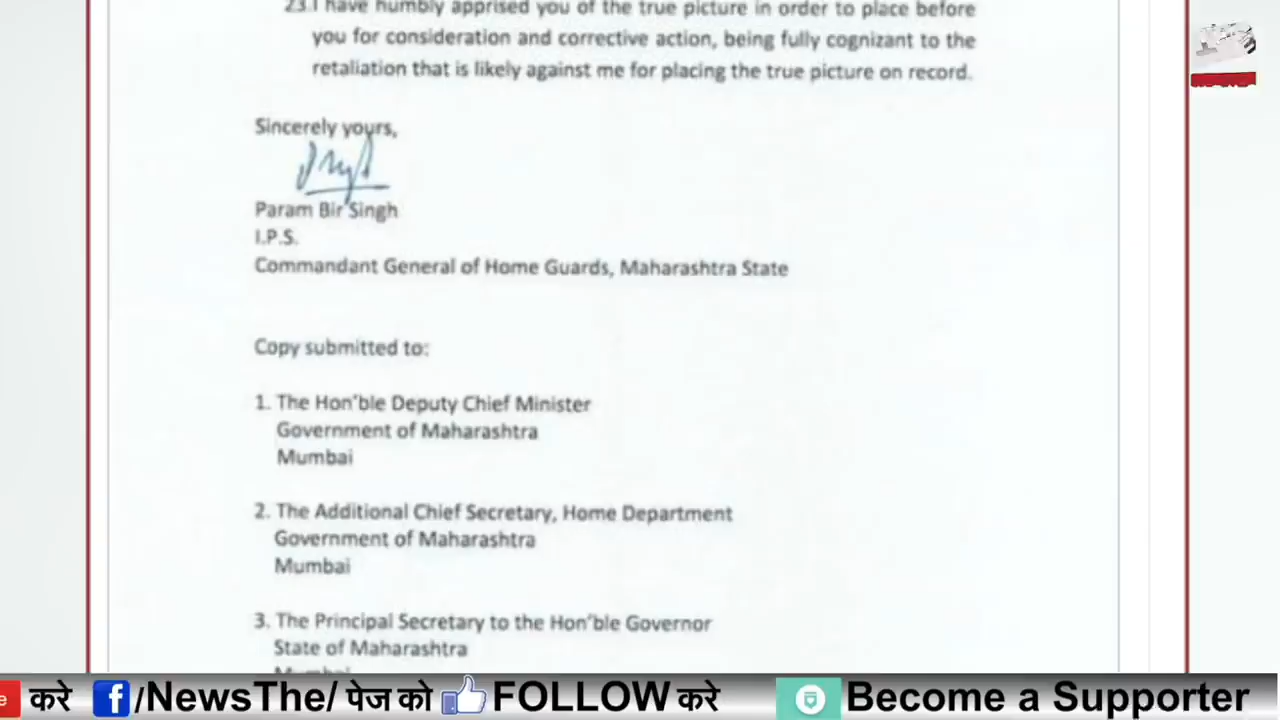 23.I have humbly apprised you of the true picture in order to place before
you for consideration and corrective action, being fully cognizant to the
retaliation that is likely against me for placing the true picture on record.
Sincerely yours,
Param Bir Singh
I.P.S.
Commandant General of Home Guards, Maharashtra State
Copy submitted to:
1. The Hon'ble Deputy Chief Minister
Government of Maharashtra
Mumbai
2. The Additional Chief Secretary, Home Department
Government of Maharashtra
Mumbai
3. The Principal Secretary to the Hon'ble Governor
State of Maharashtra
Mumbai
e करे f/NewsThe/ पेज को FOLLOW करे Become a Supporter